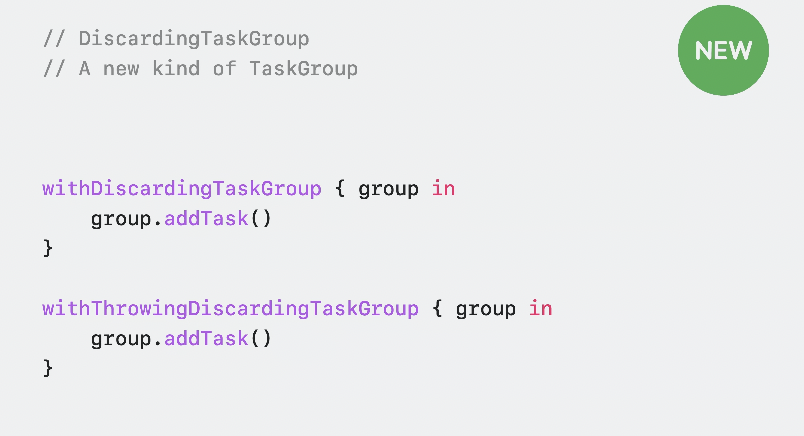 // DiscardingTaskGroup
// A new kind of TaskGroup
NEW
withDiscardingTaskGroup { group in
    group.addTask()
}
withThrowingDiscardingTaskGroup { group in
    group.addTask()
}